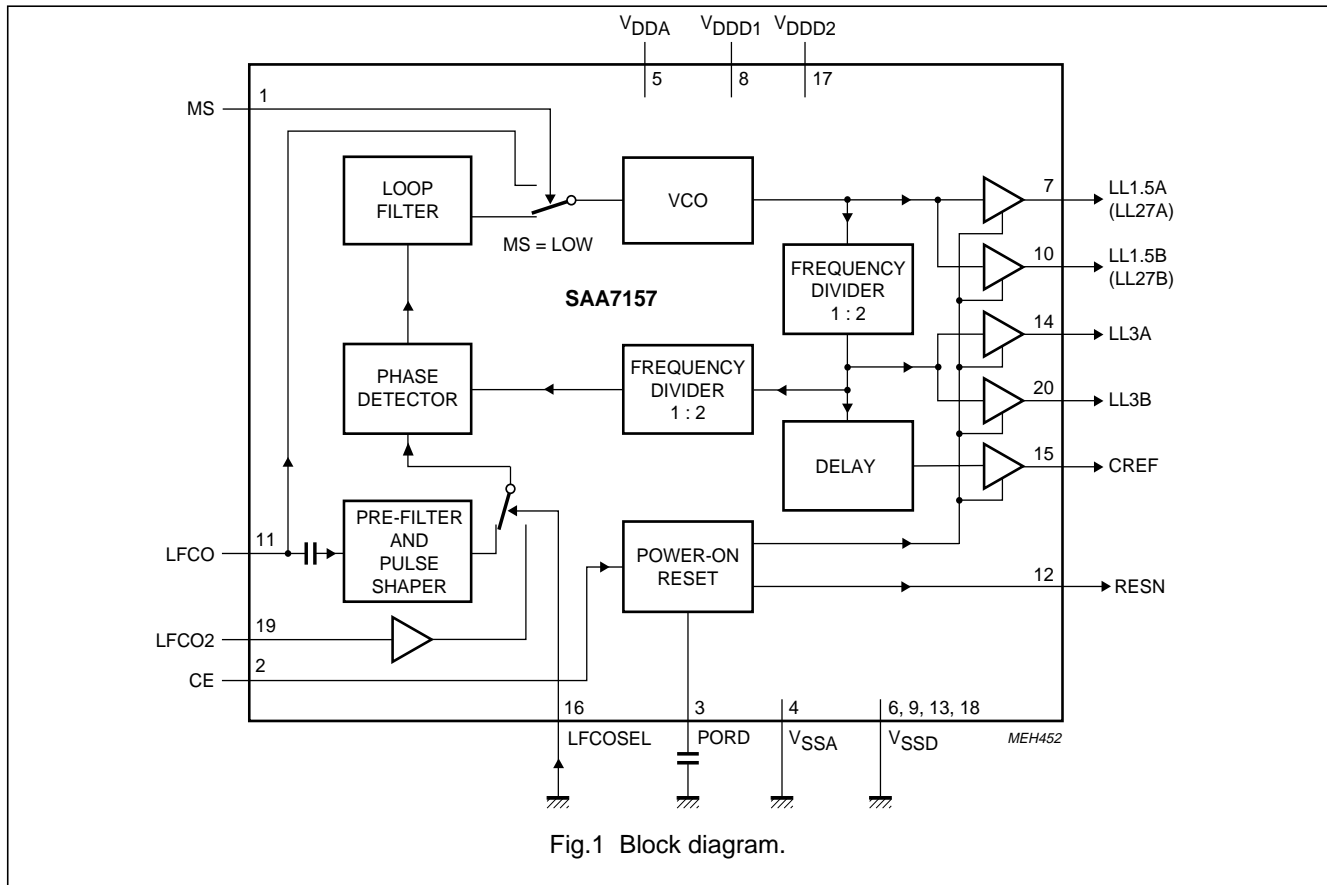 VDDA VDDD1 VDDD2
5 8 17
MS 1
LOOP
FILTER
MS = LOW
VCO
7 LL1.5A
(LL27A)
10 LL1.5B
(LL27B)
FREQUENCY
DIVIDER
1 : 2
SAA7157
14 LL3A
PHASE
DETECTOR
FREQUENCY
DIVIDER
1 : 2
20 LL3B
DELAY
15 CREF
LFCO 11
PRE-FILTER
AND
PULSE
SHAPER
POWER-ON
RESET
12 RESN
LFCO2 19
CE 2
16 3 4 6, 9, 13, 18
LFCOSEL PORD VSSA VSSD MEH452
Fig.1 Block diagram.